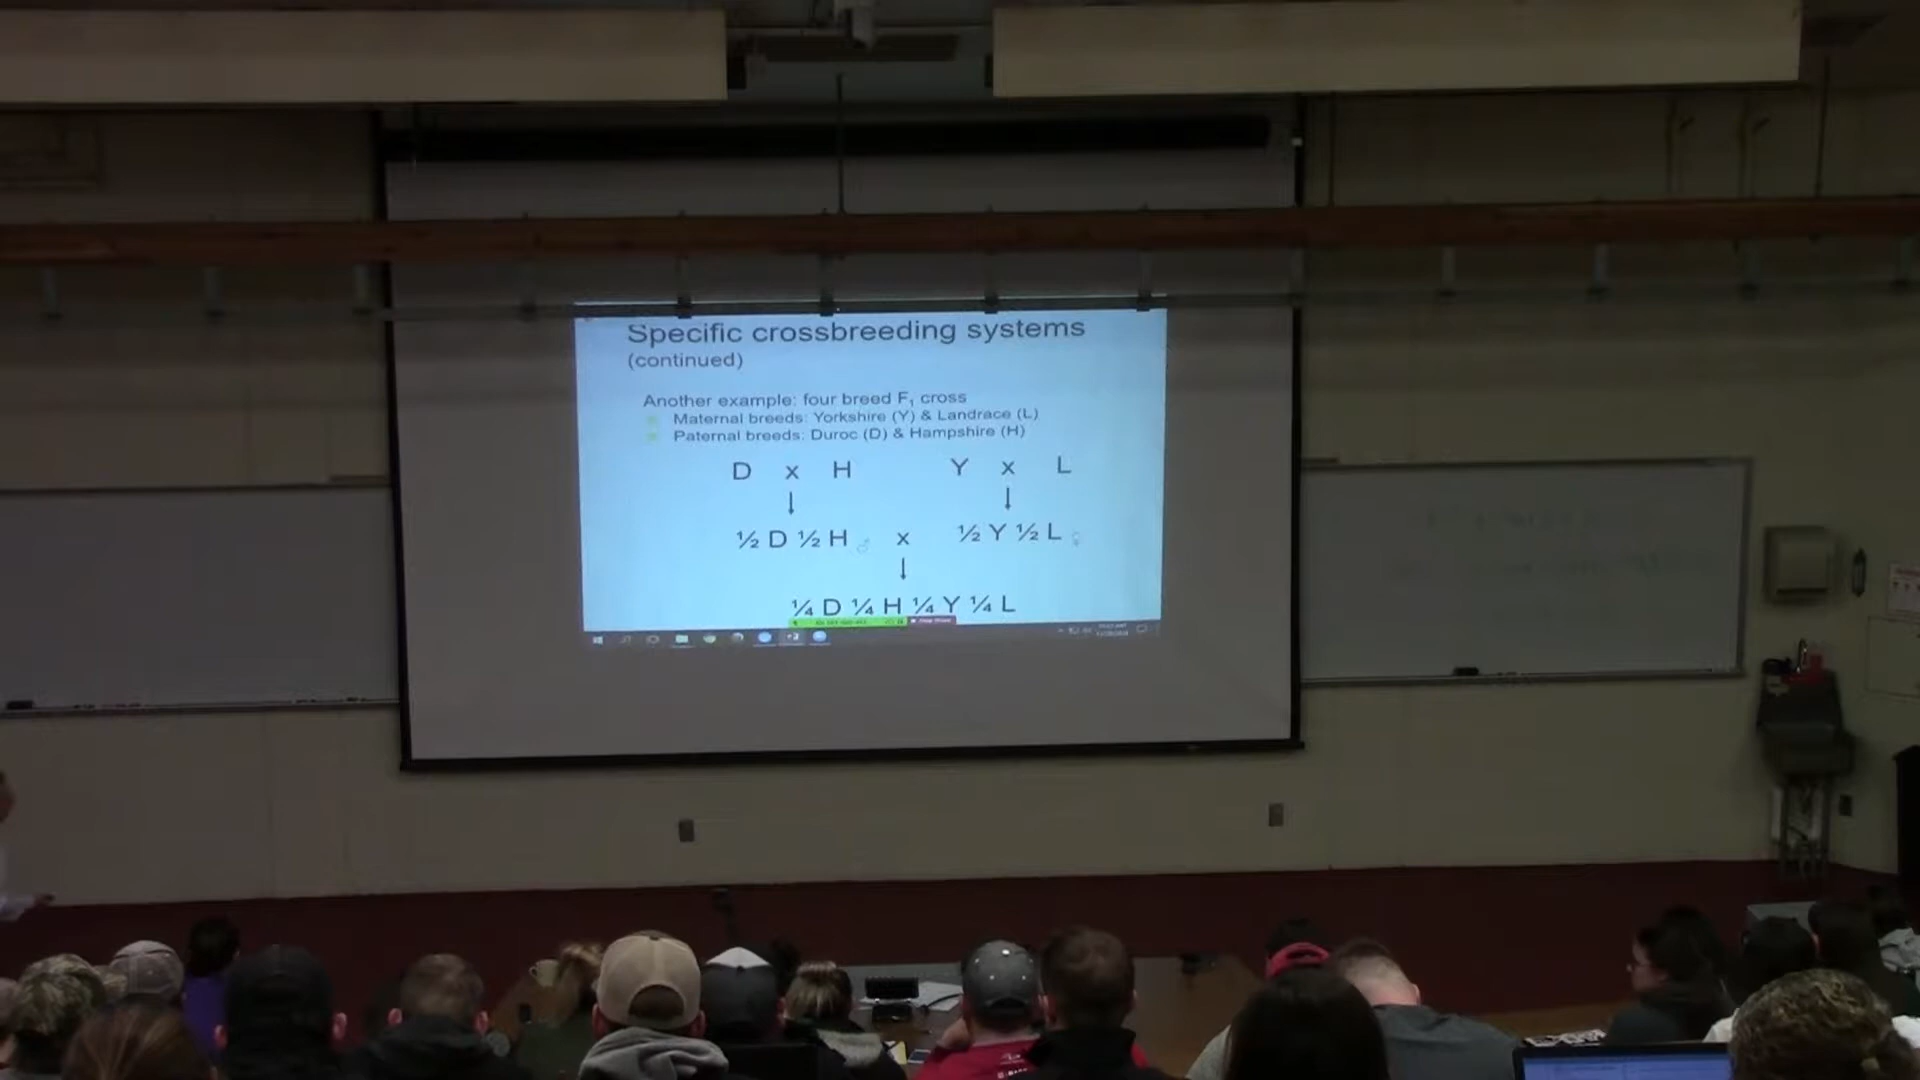 Specific crossbreeding systems
(continued)
Another example: four breed F₁ cross
Maternal breeds: Yorkshire (Y) & Landrace (L)
Paternal breeds: Duroc (D) & Hampshire (H)
D x H Y x L
↓ ↓
½ D ½ H ♂ x ½ Y ½ L ♀
↓
¼ D ¼ H ¼ Y ¼ L